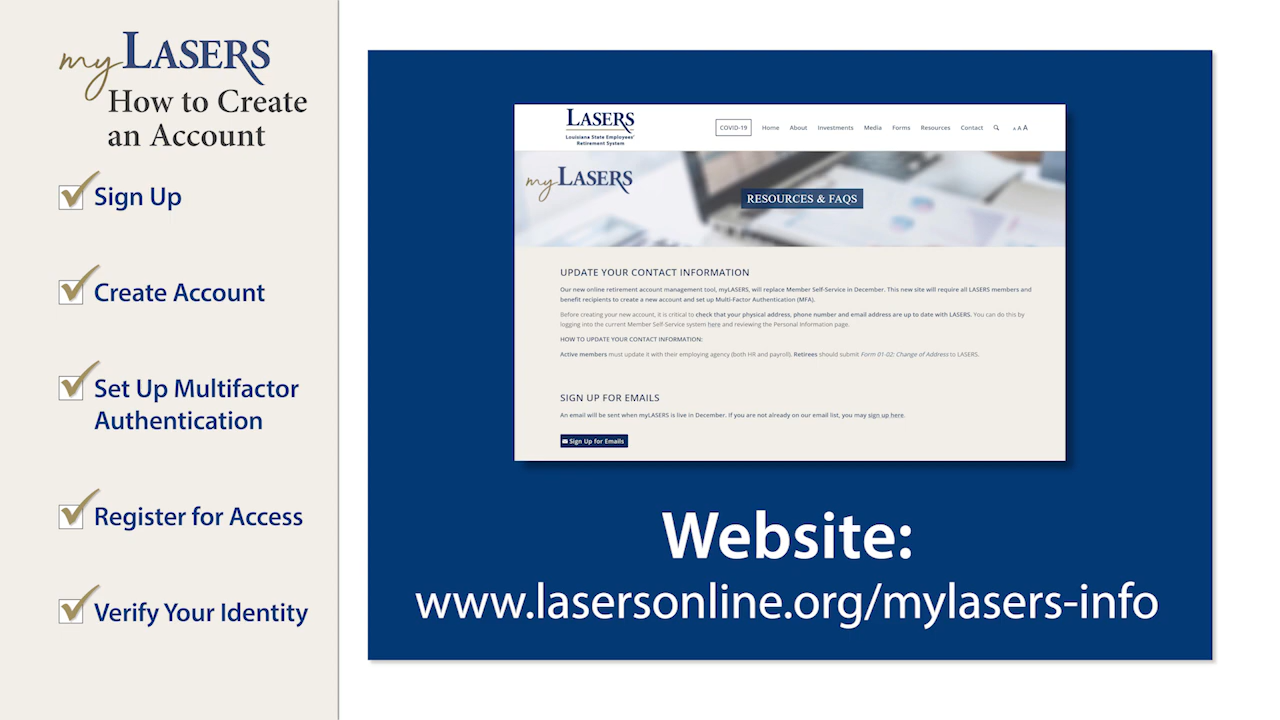 myLASERS
How to Create
an Account
Sign Up
Create Account
Set Up Multifactor
Authentication
Register for Access
Verify Your Identity
LASERS
Louisiana State Employees'
Retirement System
COVID-19 Home About Investments Media Forms Resources Contact A A A
myLASERS
RESOURCES & FAQS
UPDATE YOUR CONTACT INFORMATION
Our new online retirement account management tool, myLASERS, will replace Member Self-Service in December. This new site will require all LASERS members and
benefit recipients to create a new account and set up Multi-Factor Authentication (MFA).
Before creating your new account, it is critical to check that your physical address, phone number and email address are up to date with LASERS. You can do this by
logging into the current Member Self-Service system here and reviewing the Personal Information page.
HOW TO UPDATE YOUR CONTACT INFORMATION:
Active members must update it with their employing agency (both HR and payroll). Retirees should submit Form 01-02: Change of Address to LASERS.
SIGN UP FOR EMAILS
An email will be sent when myLASERS is live in December. If you are not already on our email list, you may sign up here.
Sign Up for Emails
Website:
www.lasersonline.org/mylasers-info